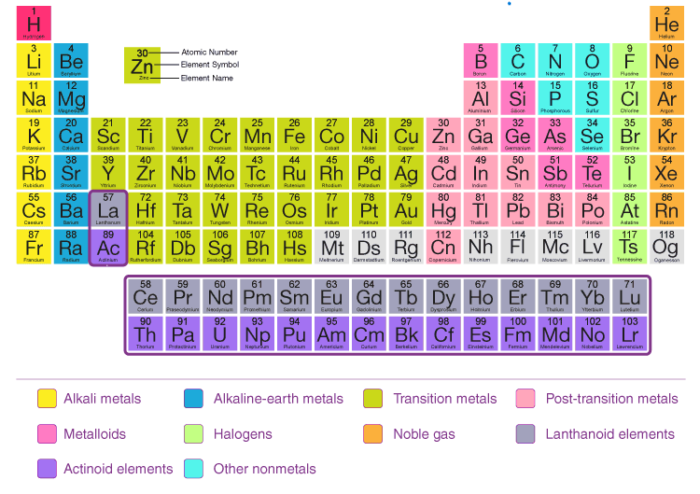 1 2
H He
Hydrogen Helium
3 4 30 Atomic Number 5 6 7 8 9 10
Li Be Zn Element Symbol B C N O F Ne
Zinc Element Name Boron Carbon Nitrogen Oxygen Fluorine Neon
11 12 13 14 15 16 17 18
Na Mg Al Si P S Cl Ar
Sodium Aluminium Silicon Phosphorous Sulfur Chlorine Argon
19 20 21 22 23 24 25 26 27 28 29 30 31 32 33 34 35 36
K Ca Sc Ti V Cr Mn Fe Co Ni Cu Zn Ga Ge As Se Br Kr
Potassium Calcium Scandium Titanium Vanadium Chromium Manganese Iron Cobalt Nickel Copper Zinc Gallium Germanium Arsenic Selenium Bromine Krypton
37 38 39 40 41 42 43 44 45 46 47 48 49 50 51 52 53 54
Rb Sr Y Zr Nb Mo Tc Ru Rh Pd Ag Cd In Sn Sb Te I Xe
Rubidium Strontium Yttrium Zirconium Niobium Molybdenum Technetium Ruthenium Rhodium Palladium Silver Cadmium Indium Tin Antimony Tellurium Iodine Xenon
55 56 57 72 73 74 75 76 77 78 79 80 81 82 83 84 85 86
Cs Ba La Hf Ta W Re Os Ir Pt Au Hg Tl Pb Bi Po At Rn
Barium Lanthanum Hafnium Tantalum Tungsten Rhenium Osmium Iridium Platinum Gold Mercury Thallium Lead Bismuth Polonium Astatine Radon
87 88 89 104 105 106 107 108 109 110 111 112 113 114 115 116 117 118
Fr Ra Ac Rf Db Sg Bh Hs Mt Ds Rg Cn Nh Fl Mc Lv Ts Og
Francium Radium Actinium Rutherfordium Dubnium Seaborgium Bohrium Hassium Meitnerium Darmstadtium Roentgenium Copernicium Nihonium Flerovium Moscovium Livermorium Tennessine Oganesson
58 59 60 61 62 63 64 65 66 67 68 69 70 71
Ce Pr Nd Pm Sm Eu Gd Tb Dy Ho Er Tm Yb Lu
Cerium Praseodymium Neodymium Promethium Samarium Europium Gadolinium Terbium Dysprosium Holmium Erbium Thulium Ytterbium Lutetium
90 91 92 93 94 95 96 97 98 99 100 101 102 103
Th Pa U Np Pu Am Cm Bk Cf Es Fm Md No Lr
Thorium Protactinium Uranium Neptunium Plutonium Americium Curium Berkelium Californium Einsteinium Fermium Mendelevium Nobelium Lawrencium
Alkali metals Alkaline-earth metals Transition metals Post-transition metals
Metalloids Halogens Noble gas Lanthanoid elements
Actinoid elements Other nonmetals